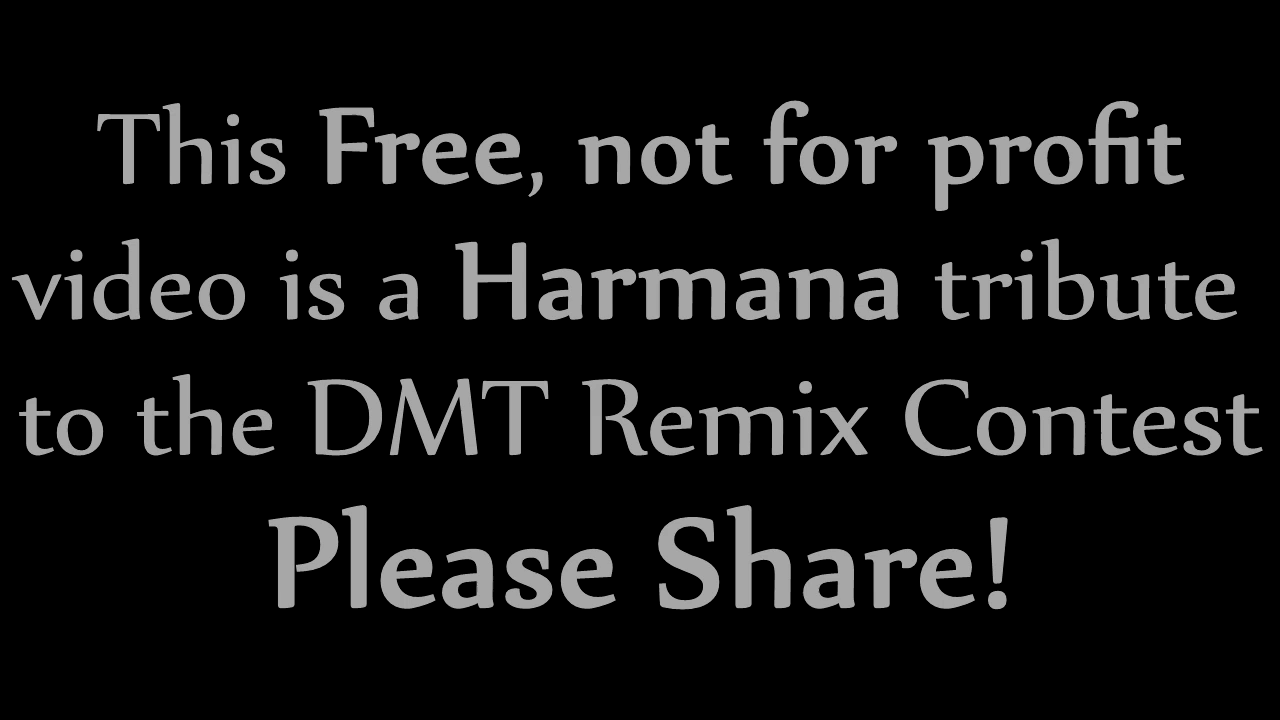 This Free, not for profit
video is a Harmana tribute
to the DMT Remix Contest
Please Share!